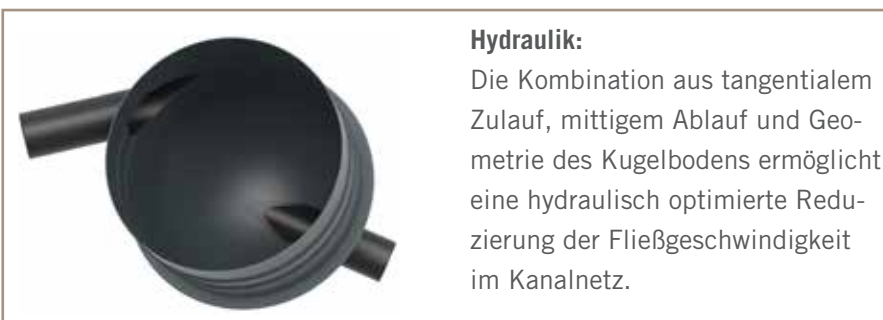 Hydraulik:
Die Kombination aus tangentialem
Zulauf, mittigem Ablauf und Geo-
metrie des Kugelbodens ermöglicht
eine hydraulisch optimierte Redu-
zierung der Fließgeschwindigkeit
im Kanalnetz.